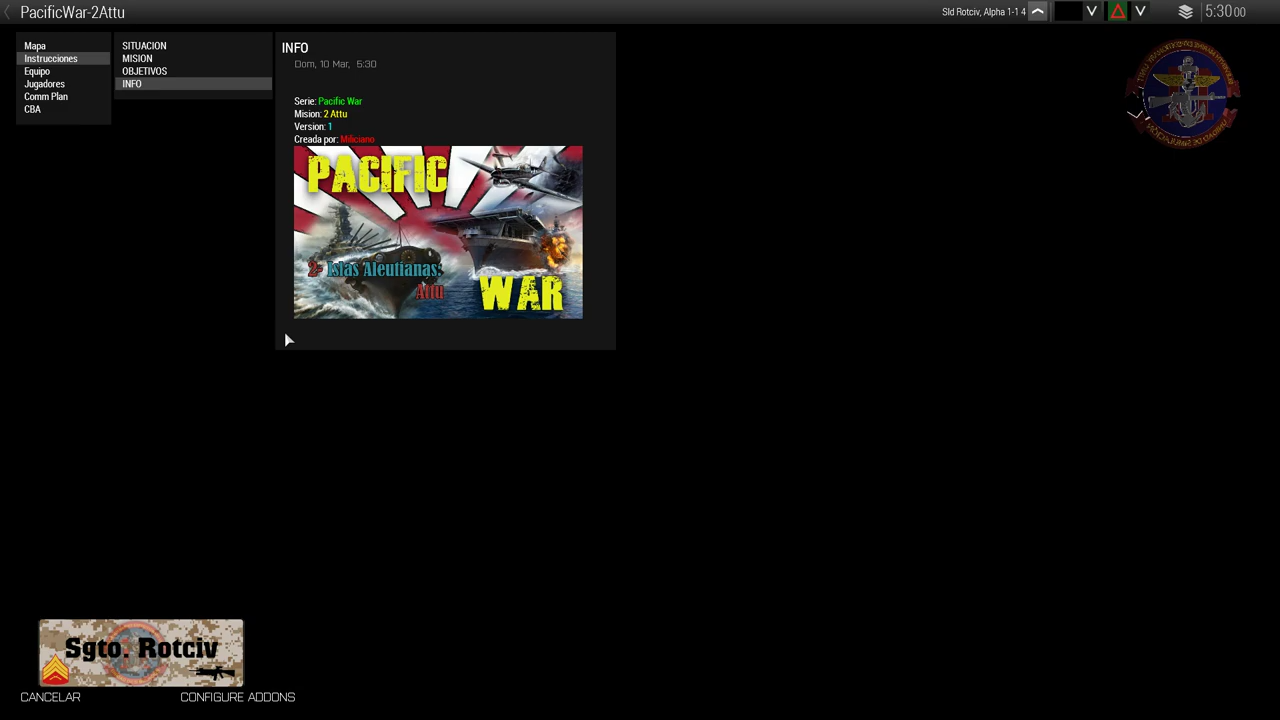 PacificWar-2Attu
Sld Rotciv, Alpha 1-1 4
5:30 00
Mapa
Instrucciones
Equipo
Jugadores
Comm Plan
CBA
SITUACION
MISION
OBJETIVOS
INFO
INFO
Dom, 10 Mar, 5:30
Serie: Pacific War
Mision: 2 Attu
Version: 1
Creada por: Miliciano
PACIFIC
2- Islas Aleutianas:
Attu
WAR
Sgto. Rotciv
CANCELAR
CONFIGURE ADDONS